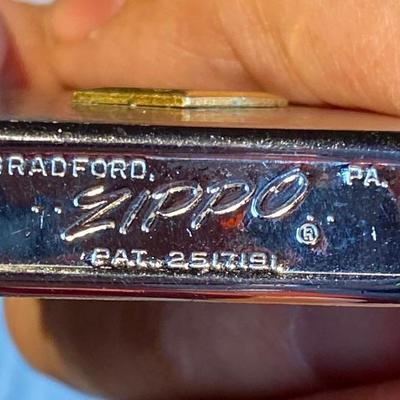 BRADFORD, PA.
ZIPPO ®
PAT. 2517191